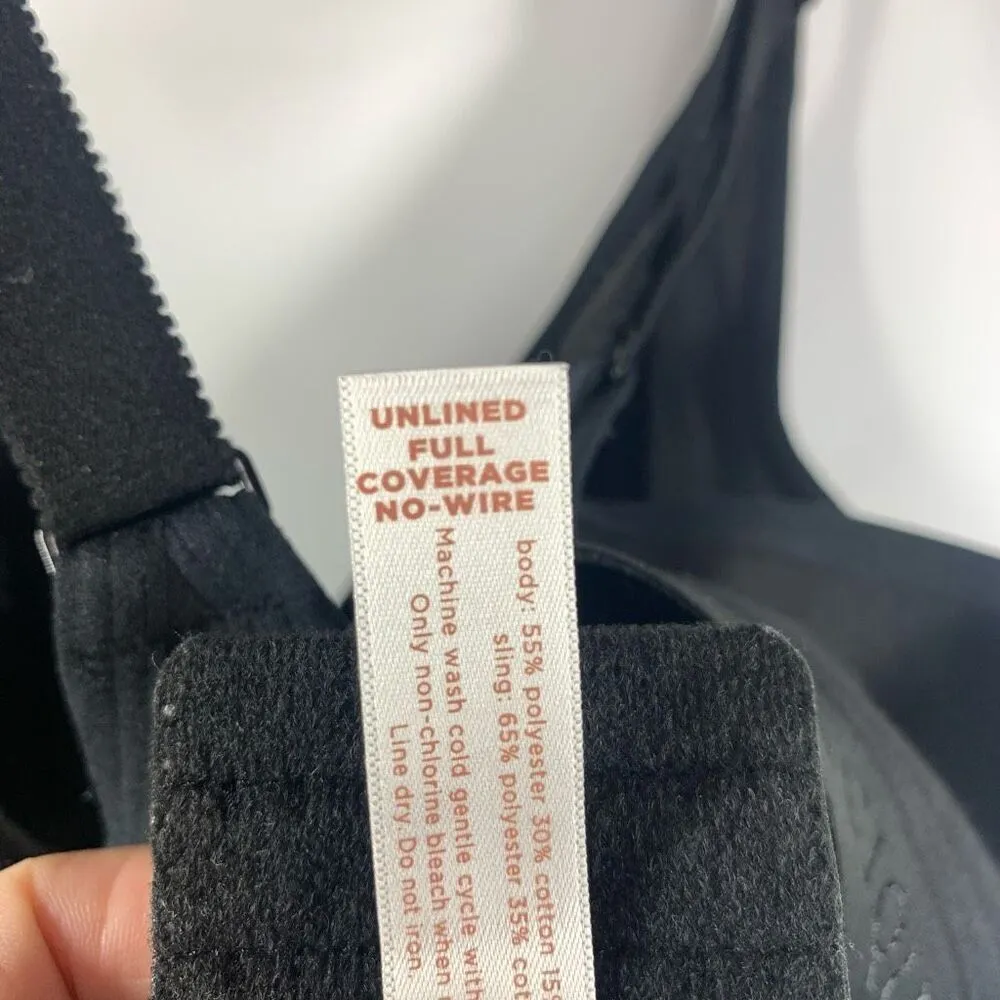 UNLINED
FULL
COVERAGE
NO-WIRE
body: 55% polyester 30% cotton
sling: 65% polyester 35%
Machine wash cold gentle cycle with
Only non-chlorine bleach when
Line dry. Do not iron.